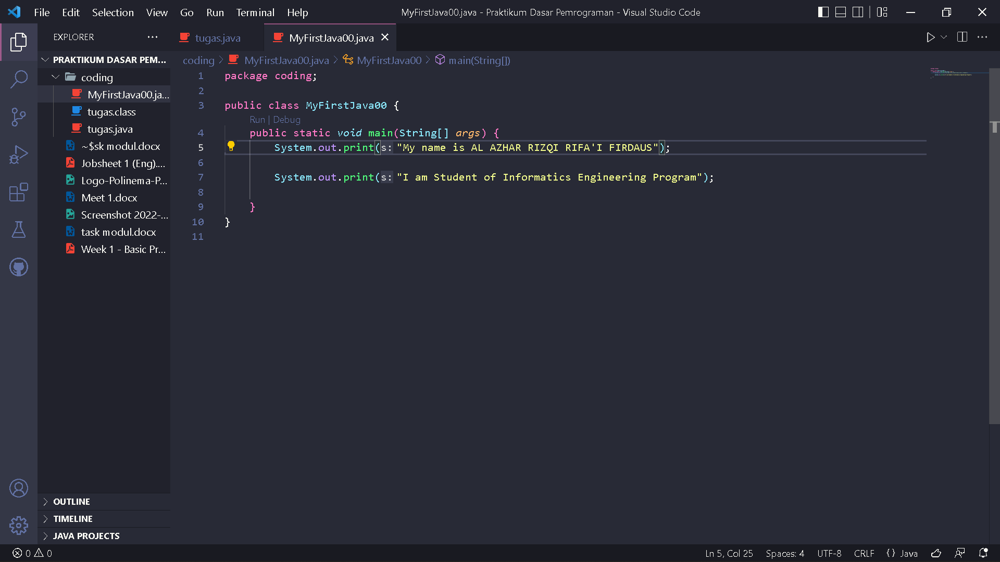 File Edit Selection View Go Run Terminal Help
MyFirstJava00.java - Praktikum Dasar Pemrograman - Visual Studio Code
EXPLORER
PRAKTIKUM DASAR PEM...
coding
MyFirstJava00.ja...
tugas.class
tugas.java
~$sk modul.docx
Jobsheet 1 (Eng)....
Logo-Polinema-P...
Meet 1.docx
Screenshot 2022-...
task modul.docx
Week 1 - Basic Pr...
OUTLINE
TIMELINE
JAVA PROJECTS
tugas.java MyFirstJava00.java
coding > MyFirstJava00.java > MyFirstJava00 > main(String[])
1 package coding;
2
3 public class MyFirstJava00 {
Run | Debug
4 public static void main(String[] args) {
5 System.out.print(s: "My name is AL AZHAR RIZQI RIFA'I FIRDAUS");
6
7 System.out.print(s: "I am Student of Informatics Engineering Program");
8
9 }
10 }
11
0 0
Ln 5, Col 25 Spaces: 4 UTF-8 CRLF {} Java